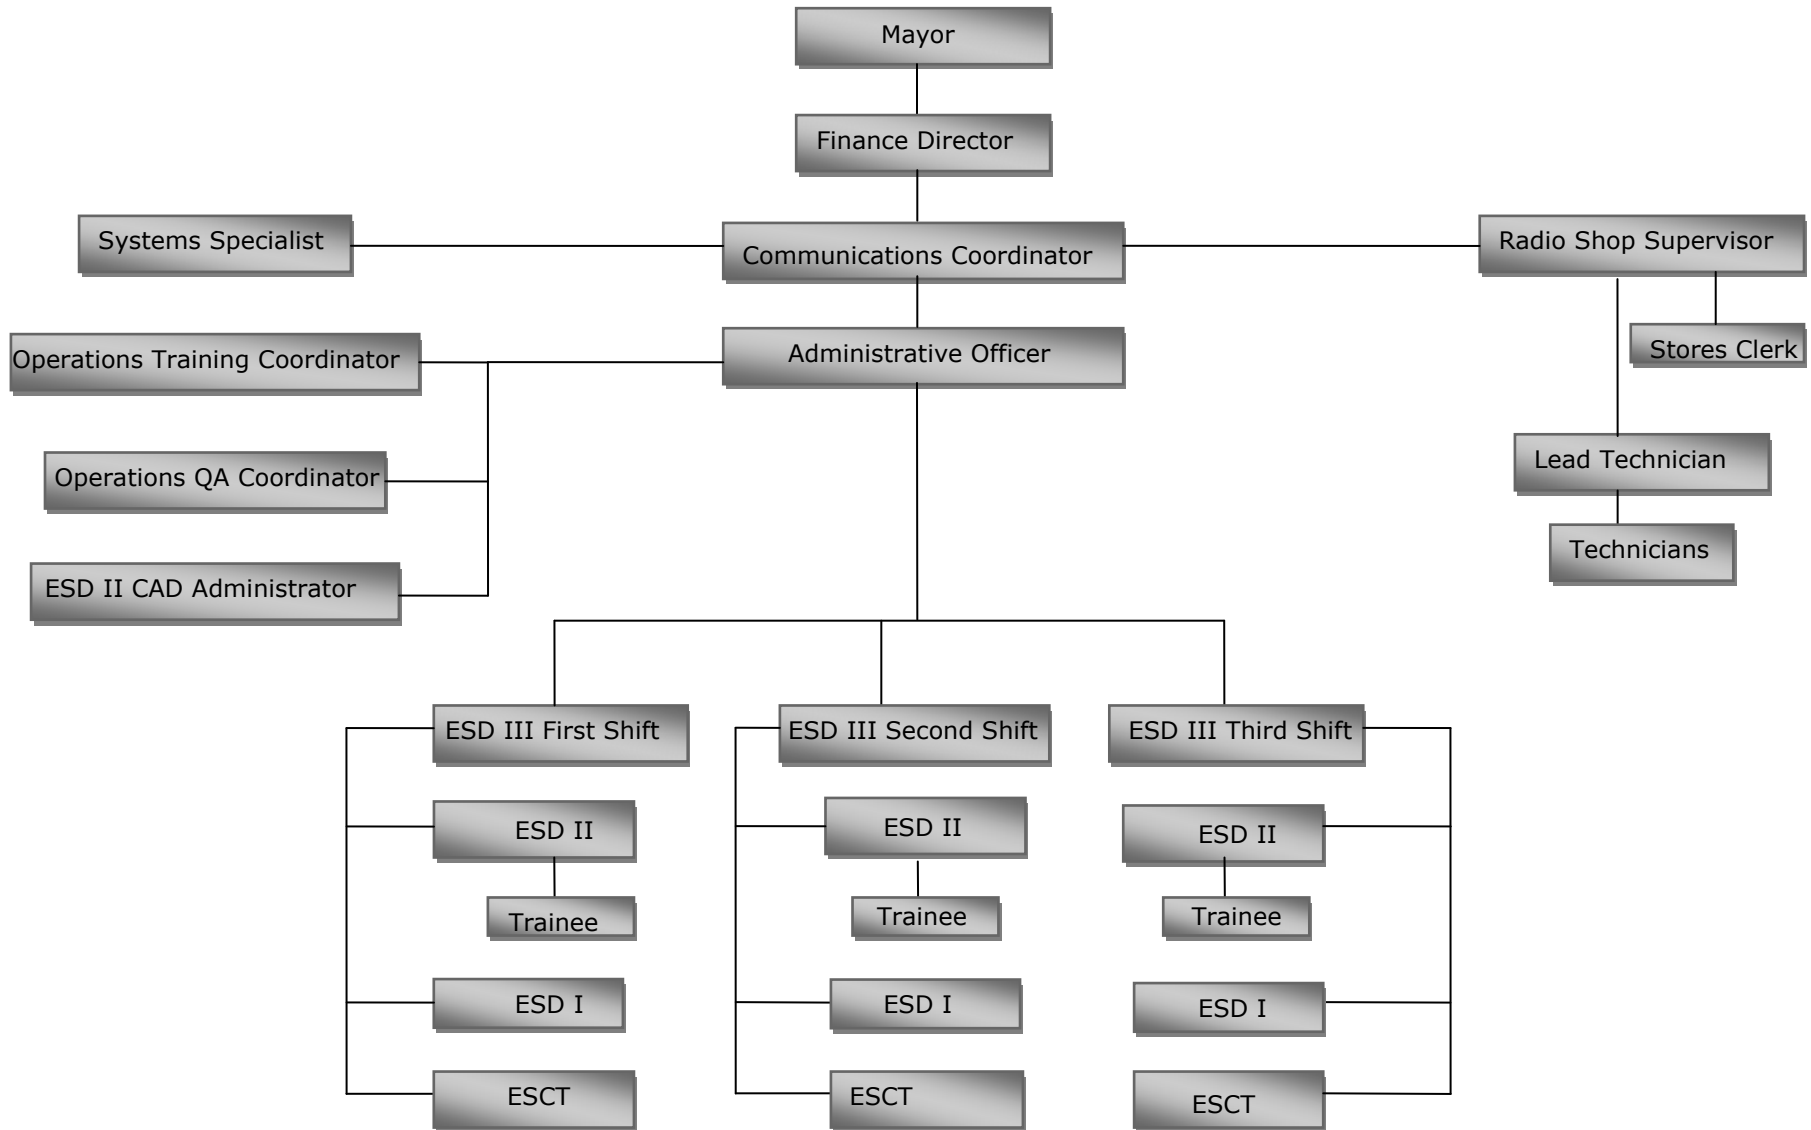 Mayor
Finance Director
Systems Specialist
Communications Coordinator
Radio Shop Supervisor
Operations Training Coordinator
Administrative Officer
Stores Clerk
Operations QA Coordinator
Lead Technician
Technicians
ESD II CAD Administrator
ESD III First Shift
ESD III Second Shift
ESD III Third Shift
ESD II
ESD II
ESD II
Trainee
Trainee
Trainee
ESD I
ESD I
ESD I
ESCT
ESCT
ESCT